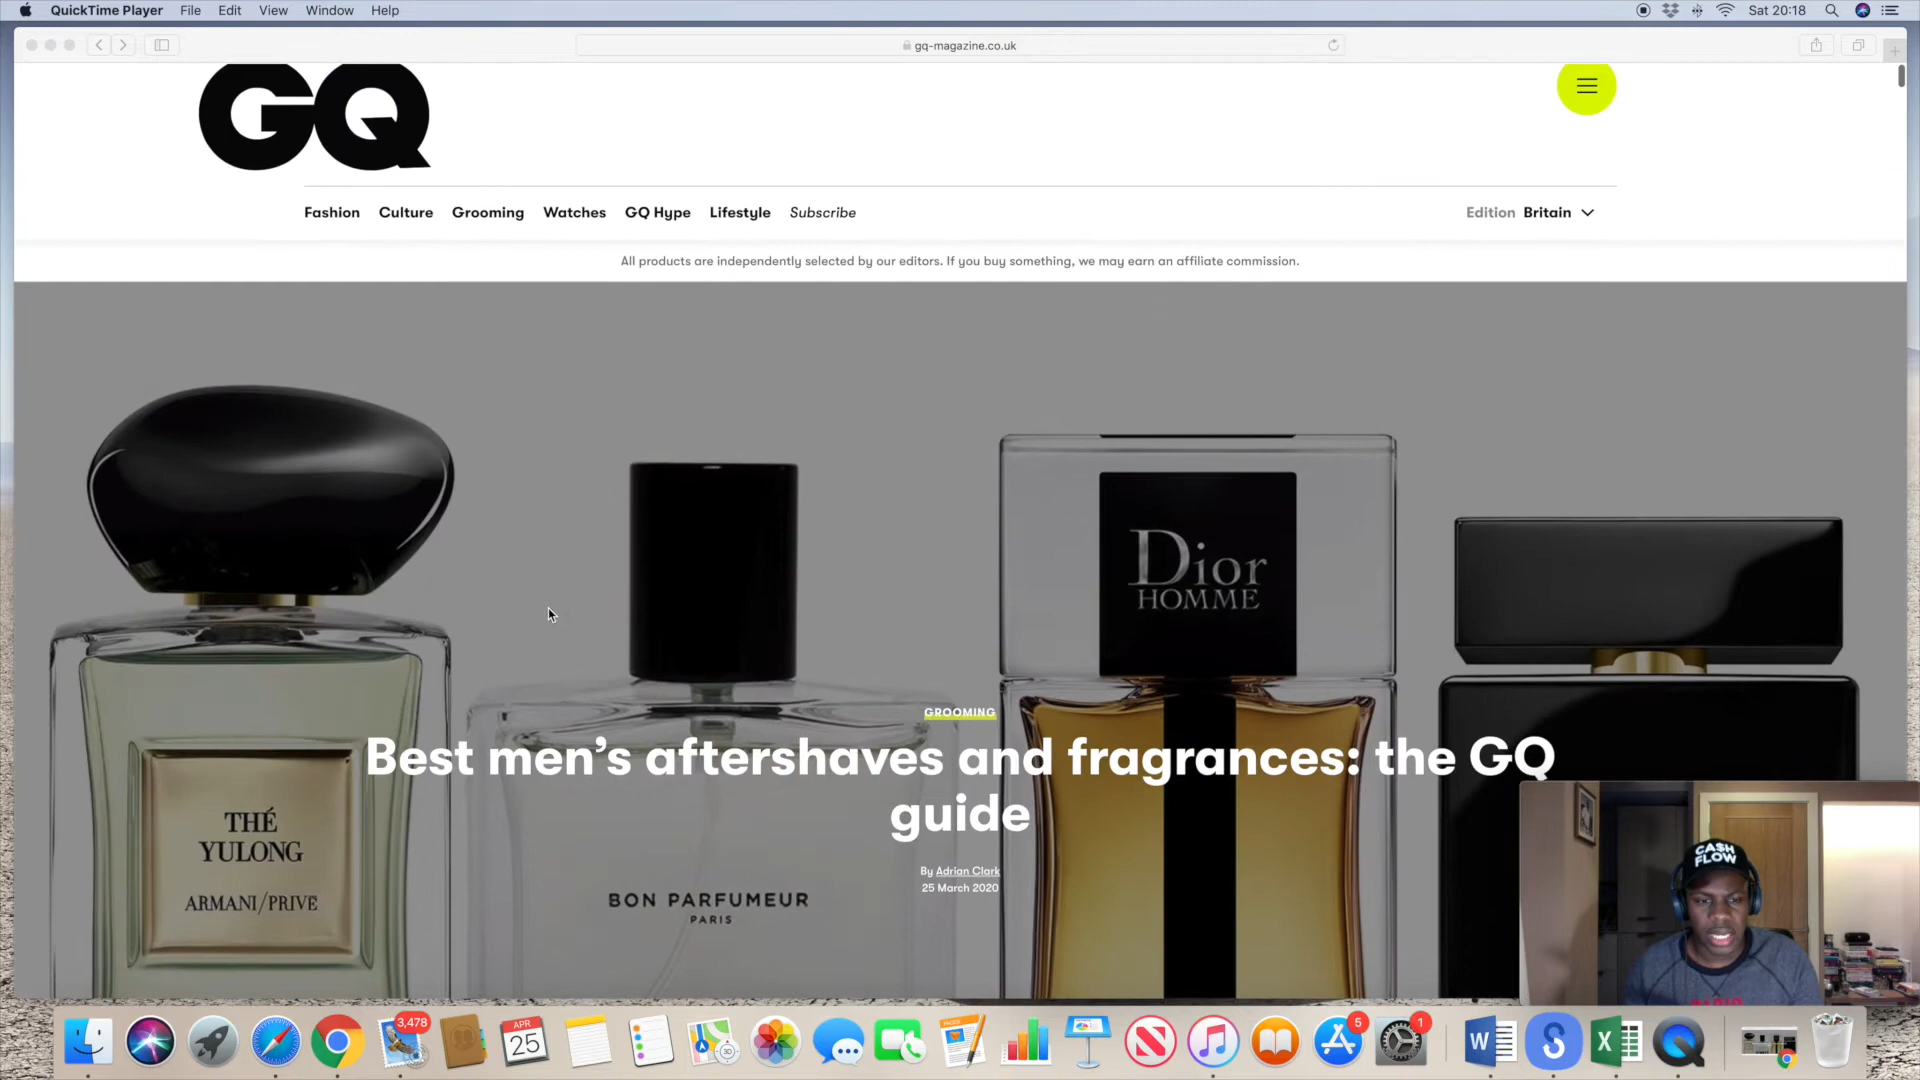 QuickTime Player File Edit View Window Help
Sat 20:18
gq-magazine.co.uk
GQ
Fashion Culture Grooming Watches GQ Hype Lifestyle Subscribe
Edition Britain
All products are independently selected by our editors. If you buy something, we may earn an affiliate commission.
Dior
HOMME
GROOMING
Best men's aftershaves and fragrances: the GQ
guide
By Adrian Clark
25 March 2020
THÉ
YULONG
ARMANI/PRIVÉ
BON PARFUMEUR
PARIS
CA$H
FLOW
3,478
APR
25
5
1